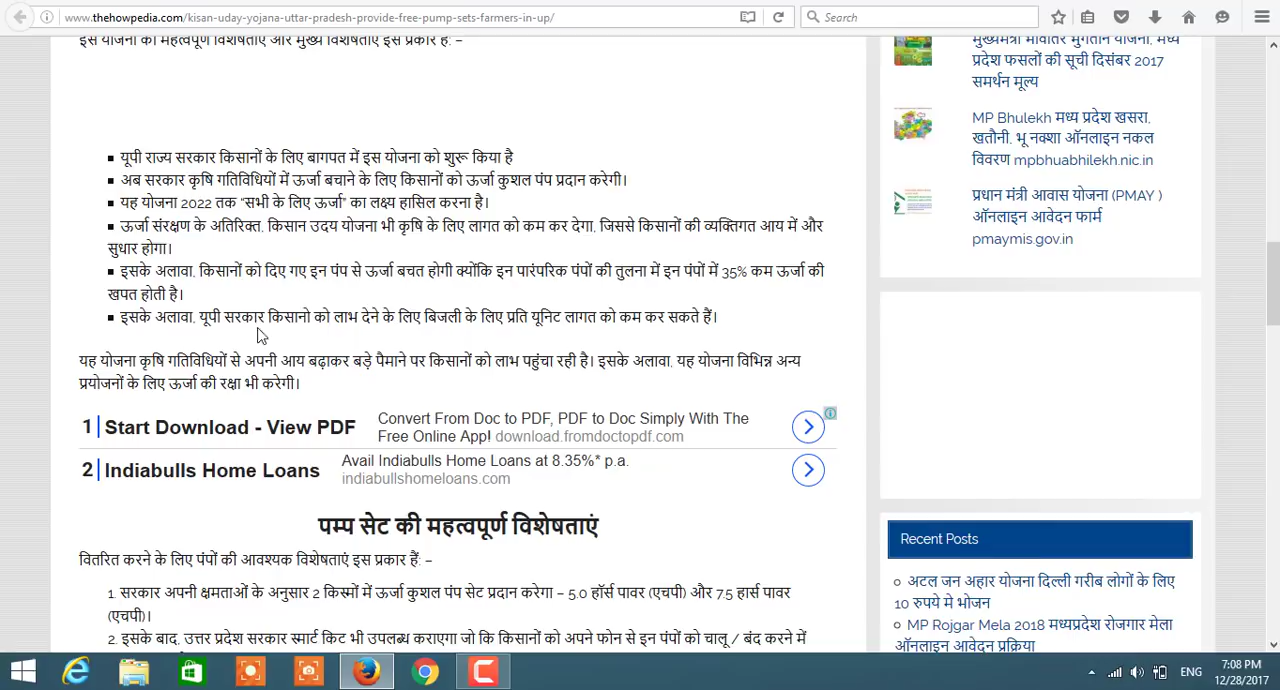 www.thehowpedia.com/kisan-uday-yojana-uttar-pradesh-provide-free-pump-sets-farmers-in-up/
Search
इस योजना की महत्वपूर्ण विशेषताएं और मुख्य विशेषताएं इस प्रकार हैं: –
यूपी राज्य सरकार किसानों के लिए बागपत में इस योजना को शुरू किया है
अब सरकार कृषि गतिविधियों में ऊर्जा बचाने के लिए किसानों को ऊर्जा कुशल पंप प्रदान करेगी।
यह योजना 2022 तक "सभी के लिए ऊर्जा" का लक्ष्य हासिल करना है।
ऊर्जा संरक्षण के अतिरिक्त, किसान उदय योजना भी कृषि के लिए लागत को कम कर देगा, जिससे किसानों की व्यक्तिगत आय में और
सुधार होगा।
इसके अलावा, किसानों को दिए गए इन पंप से ऊर्जा बचत होगी क्योंकि इन पारंपरिक पंपों की तुलना में इन पंपों में 35% कम ऊर्जा की
खपत होती है।
इसके अलावा, यूपी सरकार किसानो को लाभ देने के लिए बिजली के लिए प्रति यूनिट लागत को कम कर सकते हैं।
यह योजना कृषि गतिविधियों से अपनी आय बढ़ाकर बड़े पैमाने पर किसानों को लाभ पहुंचा रही है। इसके अलावा, यह योजना विभिन्न अन्य
प्रयोजनों के लिए ऊर्जा की रक्षा भी करेगी।
1 Start Download - View PDF
Convert From Doc to PDF, PDF to Doc Simply With The
Free Online App! download.fromdoctopdf.com
2 Indiabulls Home Loans
Avail Indiabulls Home Loans at 8.35%* p.a.
indiabullshomeloans.com
पम्प सेट की महत्वपूर्ण विशेषताएं
वितरित करने के लिए पंपों की आवश्यक विशेषताएं इस प्रकार हैं: –
1. सरकार अपनी क्षमताओं के अनुसार 2 किस्मों में ऊर्जा कुशल पंप सेट प्रदान करेगा – 5.0 हॉर्स पावर (एचपी) और 7.5 हार्स पावर
(एचपी)।
2. इसके बाद, उत्तर प्रदेश सरकार स्मार्ट किट भी उपलब्ध कराएगा जो कि किसानों को अपने फोन से इन पंपों को चालू / बंद करने में
मुख्यमंत्री भावांतर भुगतान योजना, मध्य
प्रदेश फसलों की सूची दिसंबर 2017
समर्थन मूल्य
MP Bhulekh मध्य प्रदेश खसरा,
खतौनी, भू नक्शा ऑनलाइन नकल
विवरण mpbhuabhilekh.nic.in
प्रधान मंत्री आवास योजना (PMAY )
ऑनलाइन आवेदन फार्म
pmaymis.gov.in
Recent Posts
अटल जन अहार योजना दिल्ली गरीब लोगों के लिए
10 रुपये मे भोजन
MP Rojgar Mela 2018 मध्यप्रदेश रोजगार मेला
ऑनलाइन आवेदन प्रक्रिया
ENG
7:08 PM
12/28/2017